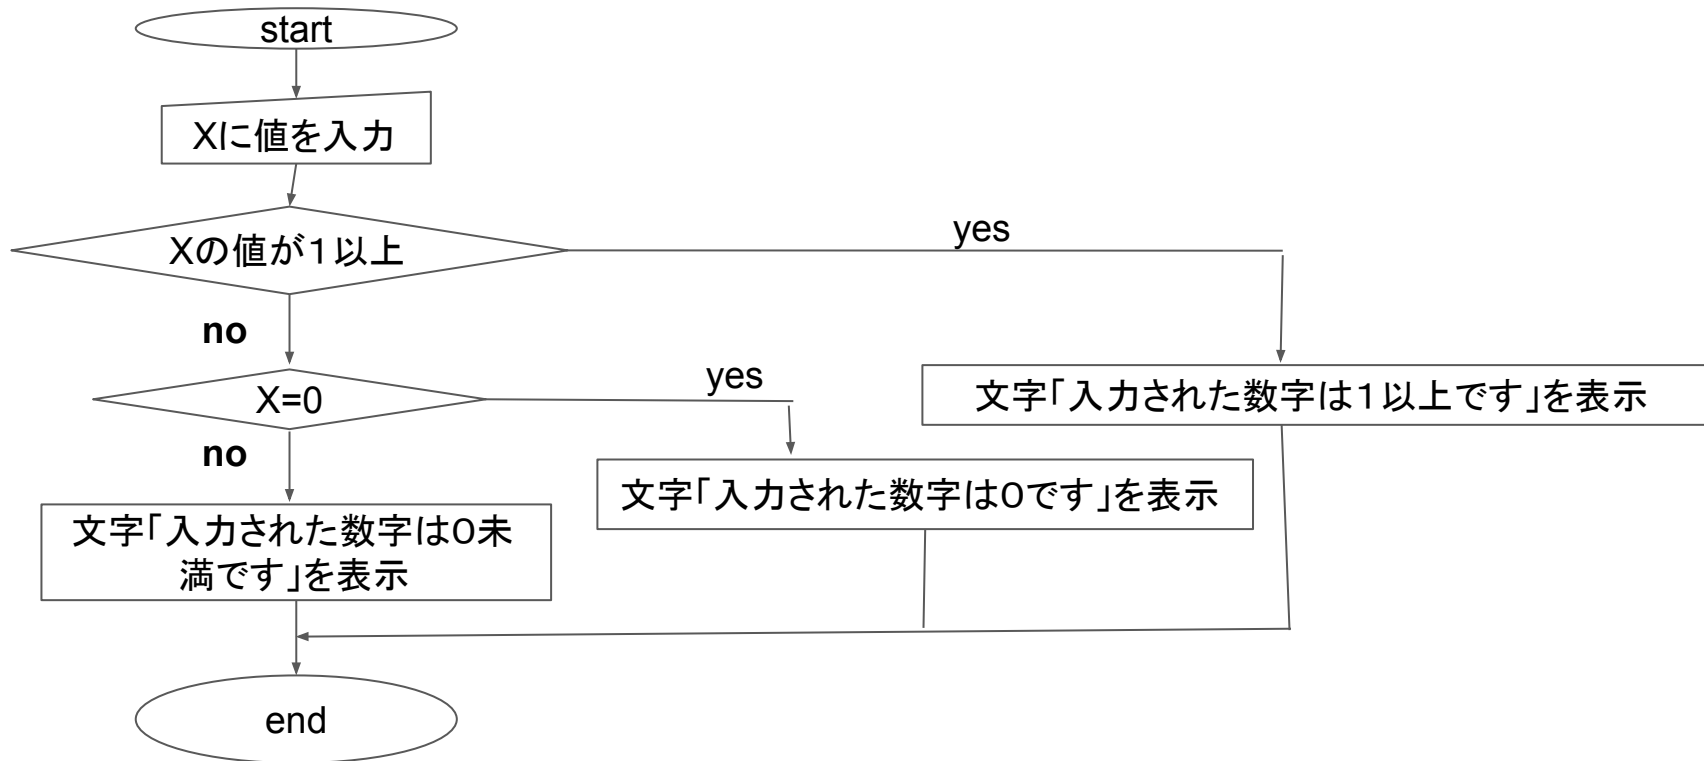 start
Xに値を入力
Xの値が１以上
yes
no
X=0
yes
文字「入力された数字は１以上です」を表示
no
文字「入力された数字は０です」を表示
文字「入力された数字は０未
満です」を表示
end